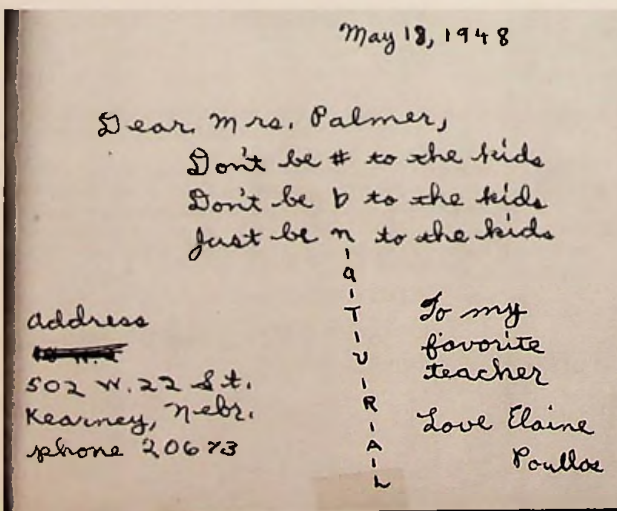 May 18, 1948
Dear Mrs. Palmer,
Don't be # to the kids
Don't be b to the kids
Just be n to the kids
-a-T-U-R-A-L
address
502 W. 22 St.
Kearney, Nebr.
phone 20673
To my
favorite
teacher
Love Elaine
Poullos